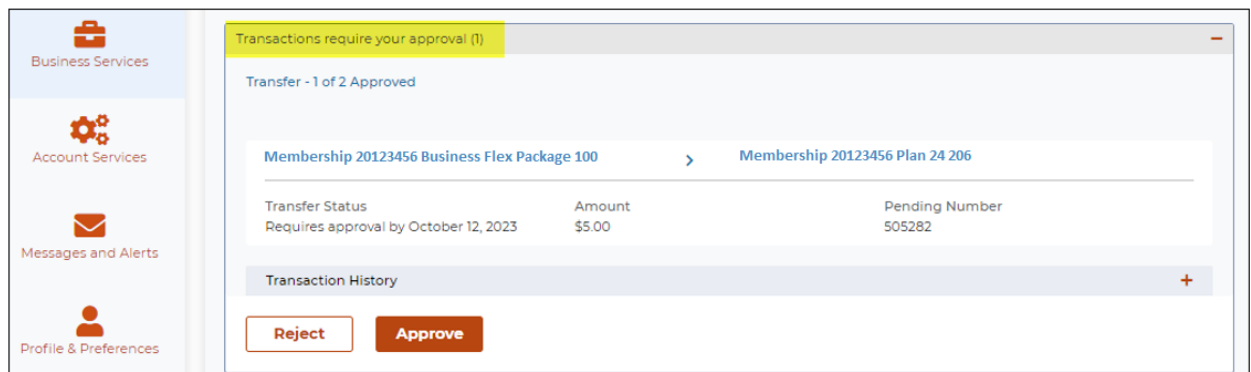 Business Services
Account Services
Messages and Alerts
Profile & Preferences
Transactions require your approval (1)
Transfer - 1 of 2 Approved
Membership 20123456 Business Flex Package 100 > Membership 20123456 Plan 24 206
Transfer Status Amount Pending Number
Requires approval by October 12, 2023 $5.00 505282
Transaction History
Reject Approve